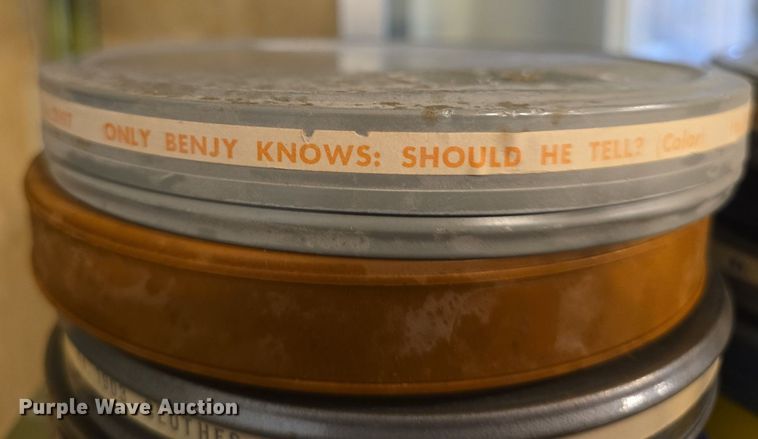 ONLY BENJY KNOWS: SHOULD HE TELL? (Color)
Purple Wave Auction